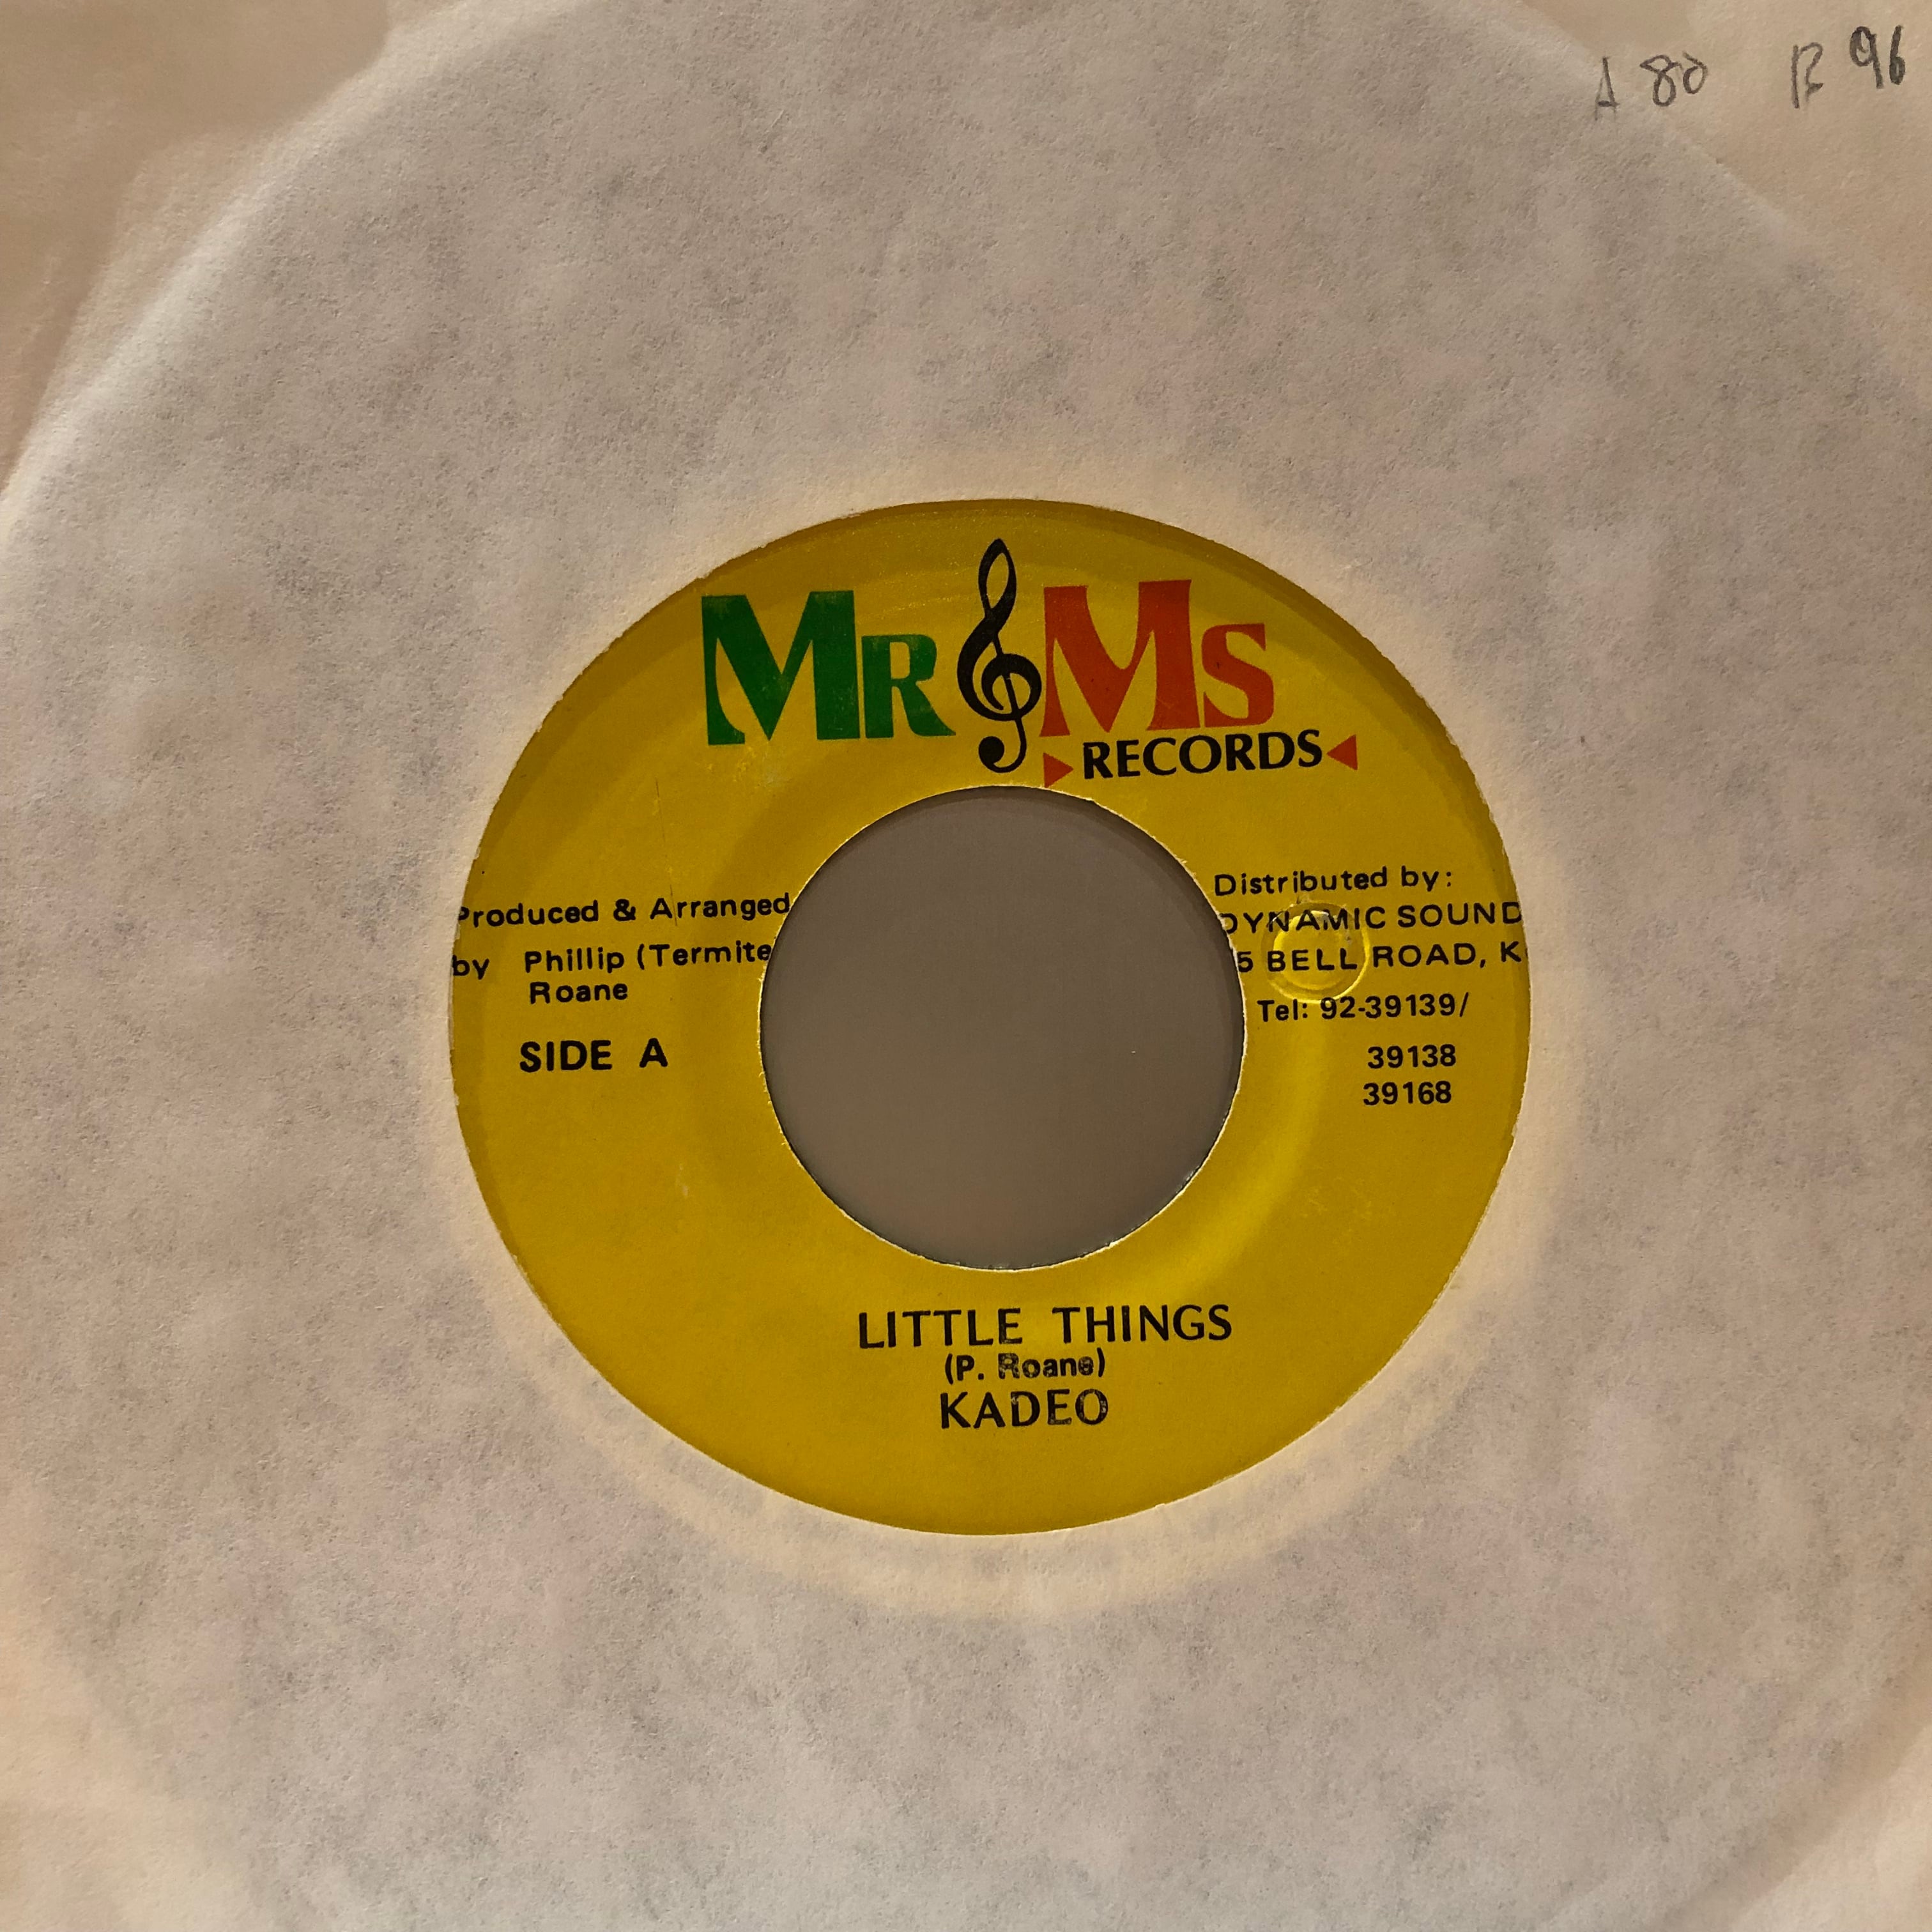 A 80 B 96
MR MS
RECORDS
Produced & Arranged
by Phillip (Termite
Roane
SIDE A
Distributed by:
DYNAMIC SOUND
5 BELL ROAD, K
Tel: 92-39139/
39138
39168
LITTLE THINGS
(P. Roane)
KADEO